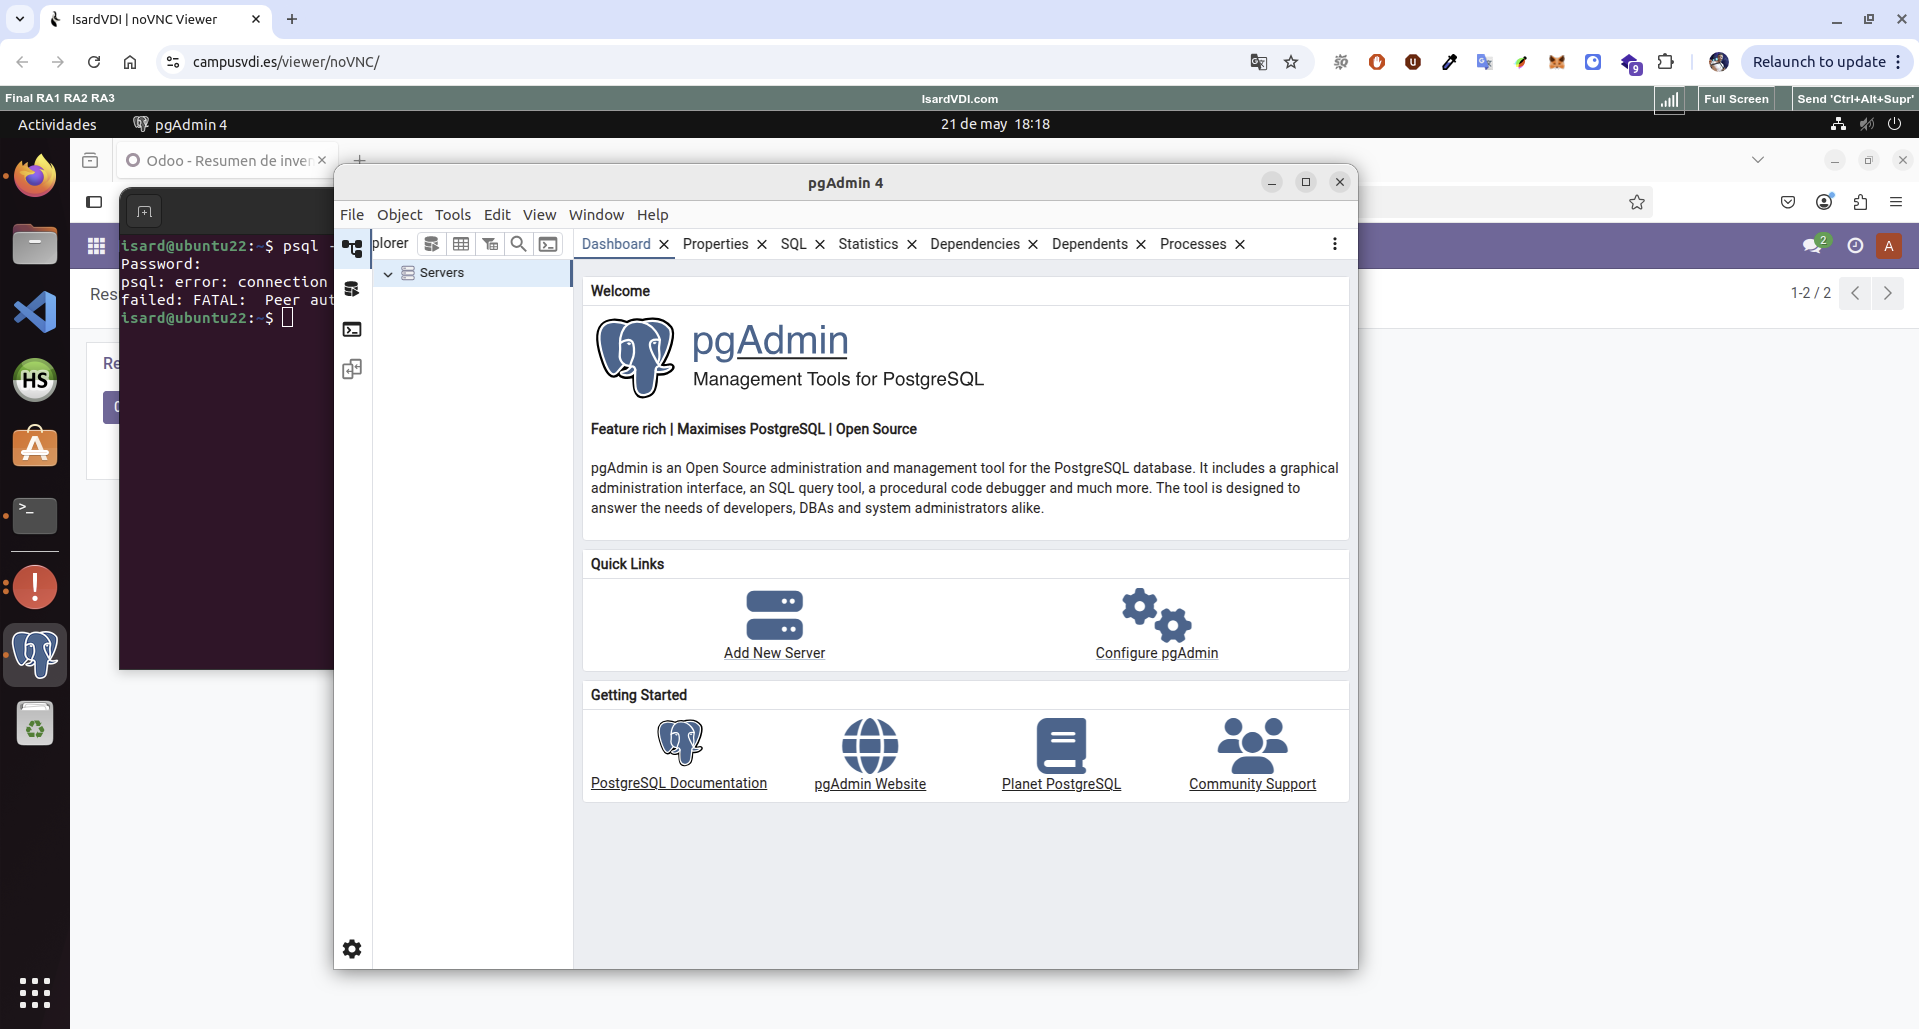 IsardVDI | noVNC Viewer
campusvdi.es/viewer/noVNC/
9
Relaunch to update
Final RA1 RA2 RA3
IsardVDI.com
Full Screen
Send 'Ctrl+Alt+Supr'
Actividades
pgAdmin 4
21 de may 18:18
Odoo - Resumen de inver
pgAdmin 4
File Object Tools Edit View Window Help
plorer
Dashboard Properties SQL Statistics Dependencies Dependents Processes
Servers
isard@ubuntu22:~$ psql -
Password:
psql: error: connection
failed: FATAL: Peer aut
isard@ubuntu22:~$
2
A
Res
1-2 / 2
Re
HS
Welcome
pgAdmin
Management Tools for PostgreSQL
Feature rich | Maximises PostgreSQL | Open Source
pgAdmin is an Open Source administration and management tool for the PostgreSQL database. It includes a graphical
administration interface, an SQL query tool, a procedural code debugger and much more. The tool is designed to
answer the needs of developers, DBAs and system administrators alike.
Quick Links
Add New Server
Configure pgAdmin
Getting Started
PostgreSQL Documentation
pgAdmin Website
Planet PostgreSQL
Community Support